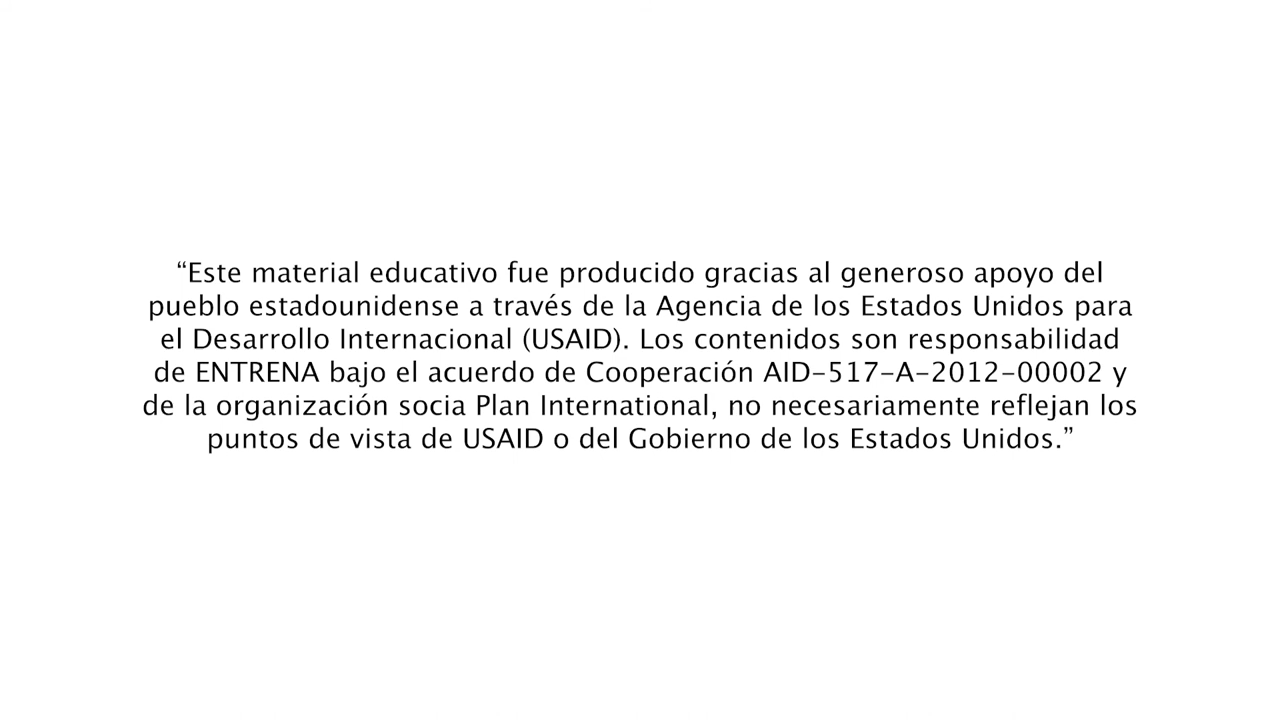 “Este material educativo fue producido gracias al generoso apoyo del
pueblo estadounidense a través de la Agencia de los Estados Unidos para
el Desarrollo Internacional (USAID). Los contenidos son responsabilidad
de ENTRENA bajo el acuerdo de Cooperación AID–517–A–2012–00002 y
de la organización socia Plan International, no necesariamente reflejan los
puntos de vista de USAID o del Gobierno de los Estados Unidos.”